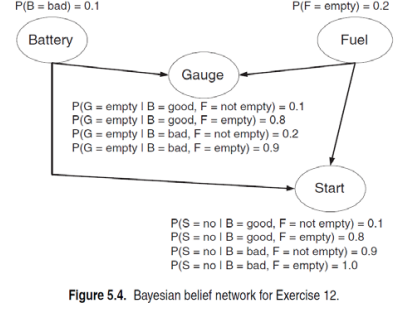 P(B = bad) = 0.1
P(F = empty) = 0.2
Battery
Fuel
Gauge
P(G = empty | B = good, F = not empty) = 0.1
P(G = empty | B = good, F = empty) = 0.8
P(G = empty | B = bad, F = not empty) = 0.2
P(G = empty | B = bad, F = empty) = 0.9
Start
P(S = no | B = good, F = not empty) = 0.1
P(S = no | B = good, F = empty) = 0.8
P(S = no | B = bad, F = not empty) = 0.9
P(S = no | B = bad, F = empty) = 1.0
Figure 5.4. Bayesian belief network for Exercise 12.